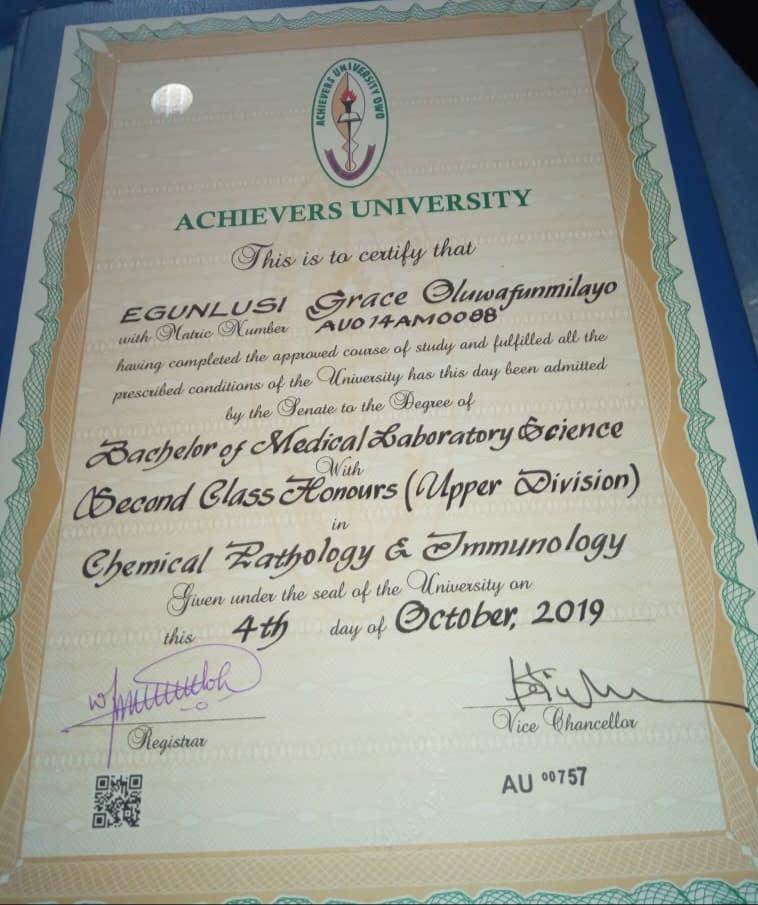 ACHIEVERS UNIVERSITY OWO
ACHIEVERS UNIVERSITY
This is to certify that
EGUNLUSI Grace Oluwafunmilayo
with Matric Number AUO14AM0088
having completed the approved course of study and fulfilled all the
prescribed conditions of the University has this day been admitted
by the Senate to the Degree of
Bachelor of Medical Laboratory Science
With
Second Class Honours (Upper Division)
in
Chemical Pathology & Immunology
Given under the seal of the University on
this 4th day of October, 2019
Registrar
Vice Chancellor
AU 00757